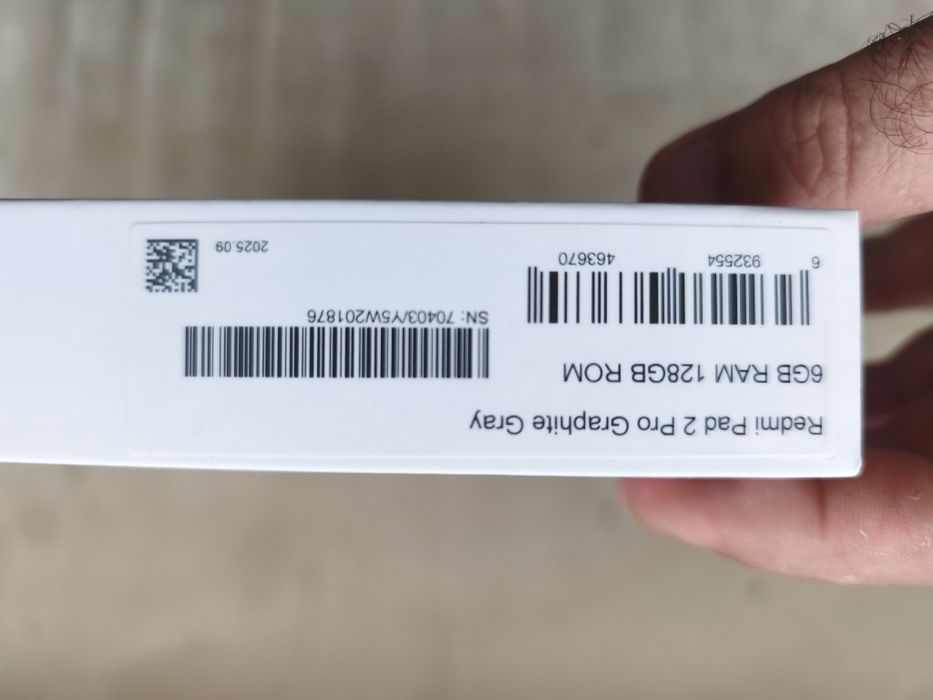 Redmi Pad 2 Pro Graphite Gray
6GB RAM 128GB ROM
6 932554 463670
SN: 70403/Y5W201876
2025.09